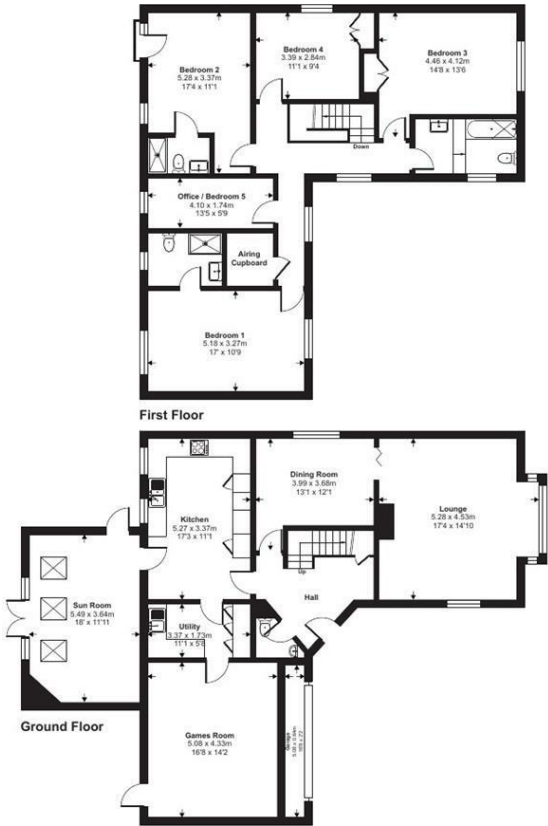 Bedroom 2
5.28 x 3.37m
17'4 x 11'1
Bedroom 4
3.39 x 2.84m
11'1 x 9'4
Bedroom 3
4.46 x 4.12m
14'8 x 13'6
Down
Office / Bedroom 5
4.10 x 1.74m
13'5 x 5'9
Airing
Cupboard
Bedroom 1
5.18 x 3.27m
17' x 10'9
First Floor
Kitchen
5.27 x 3.37m
17'3 x 11'1
Dining Room
3.99 x 3.68m
13'1 x 12'1
Lounge
5.28 x 4.53m
17'4 x 14'10
Up
Hall
Sun Room
5.49 x 3.64m
18' x 11'11
Utility
3.37 x 1.73m
11'1 x 5'8
Ground Floor
Games Room
5.08 x 4.33m
16'8 x 14'2
Garage